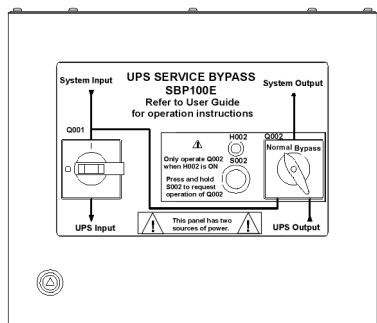 UPS SERVICE BYPASS
SBP100E
Refer to User Guide
for operation instructions
System Input
System Output
Q001
I
O
UPS Input
H002
S002
Only operate Q002
when H002 is ON
Press and hold
S002 to request
operation of Q002
Q002
Normal Bypass
UPS Output
This panel has two
sources of power.